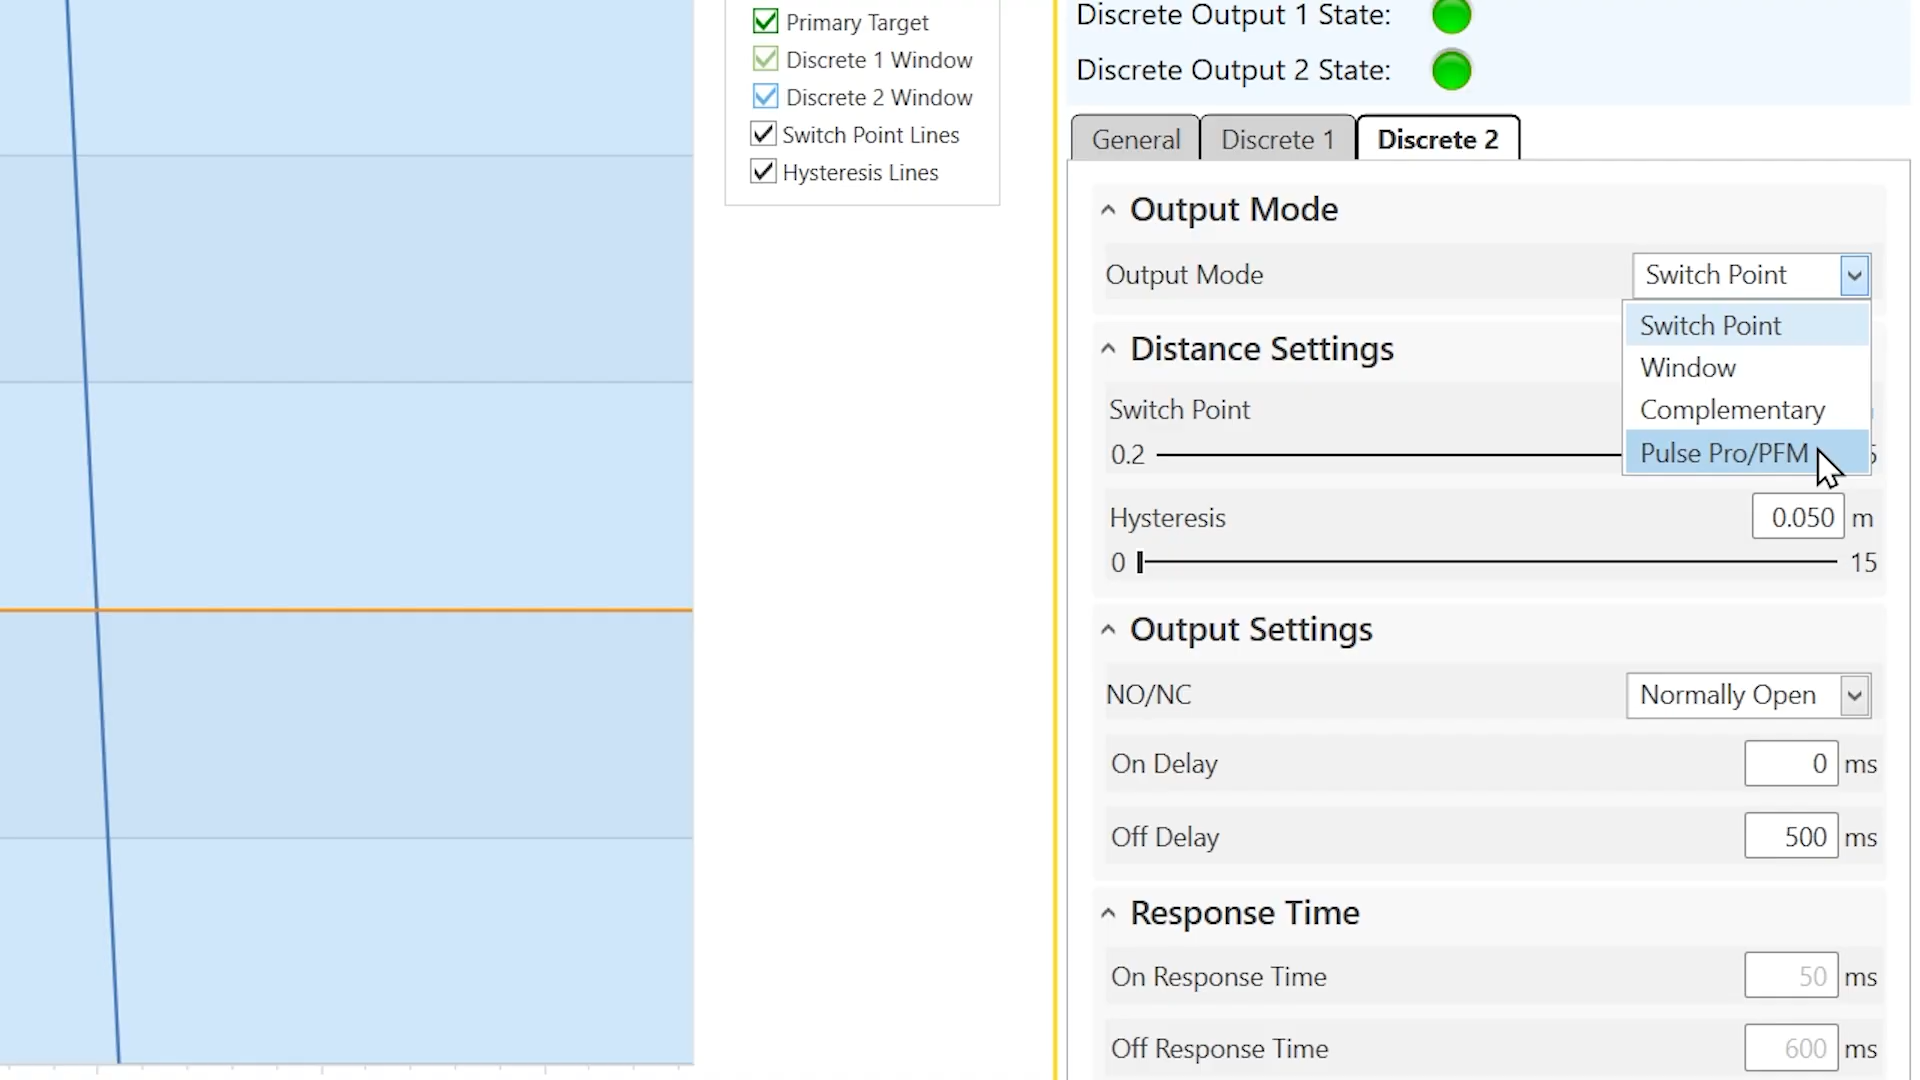 Primary Target
Discrete 1 Window
Discrete 2 Window
Switch Point Lines
Hysteresis Lines
Discrete Output 1 State:
Discrete Output 2 State:
General Discrete 1 Discrete 2
Output Mode
Output Mode Switch Point
Switch Point
Window
Complementary
Pulse Pro/PFM
Distance Settings
Switch Point
0.2
Hysteresis 0.050 m
0 15
Output Settings
NO/NC Normally Open
On Delay 0 ms
Off Delay 500 ms
Response Time
On Response Time 50 ms
Off Response Time 600 ms